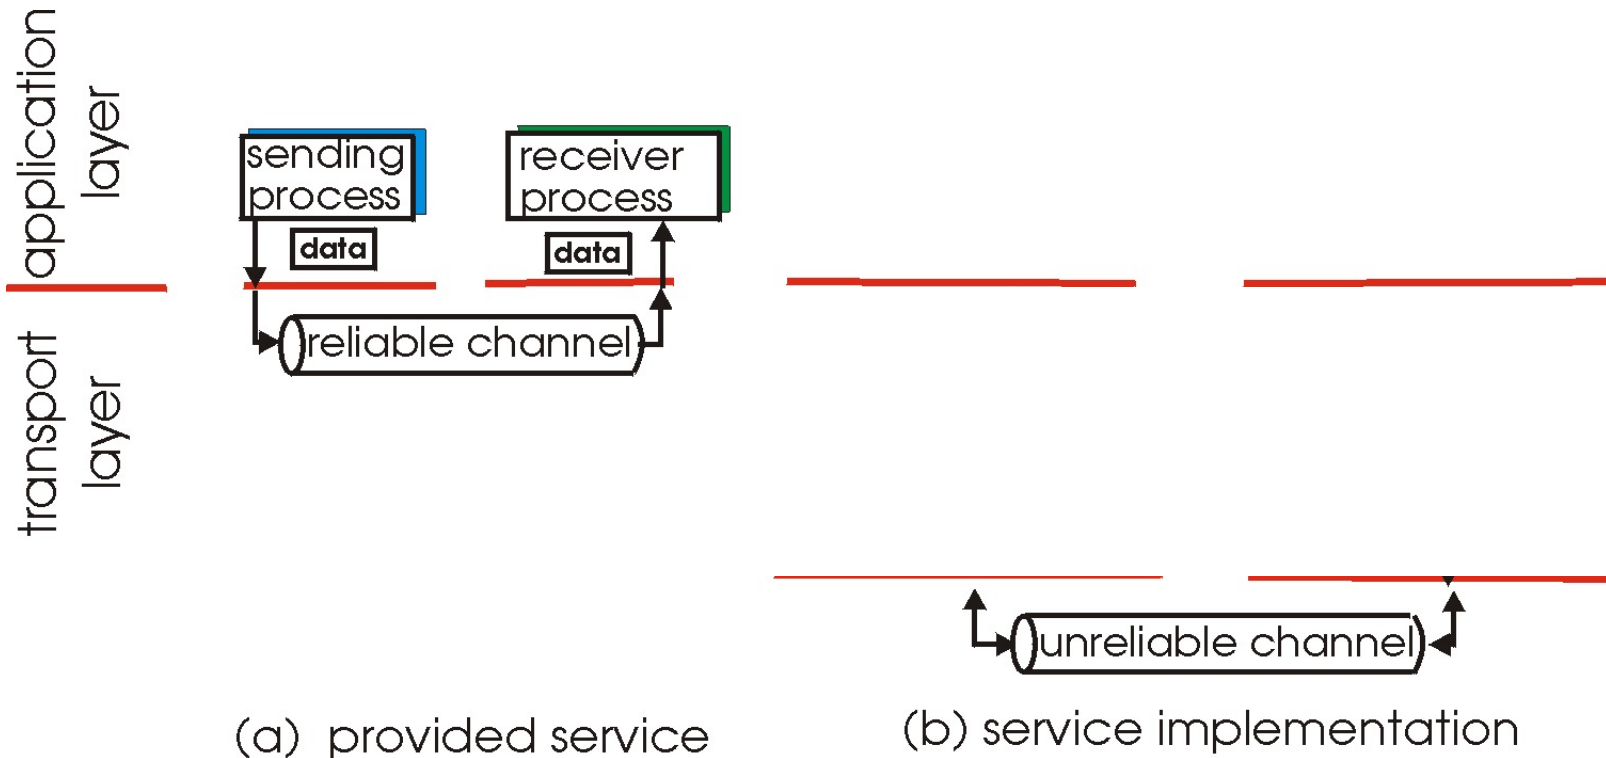 application
layer
transport
layer
sending
process
receiver
process
data
data
reliable channel
unreliable channel
(a) provided service
(b) service implementation